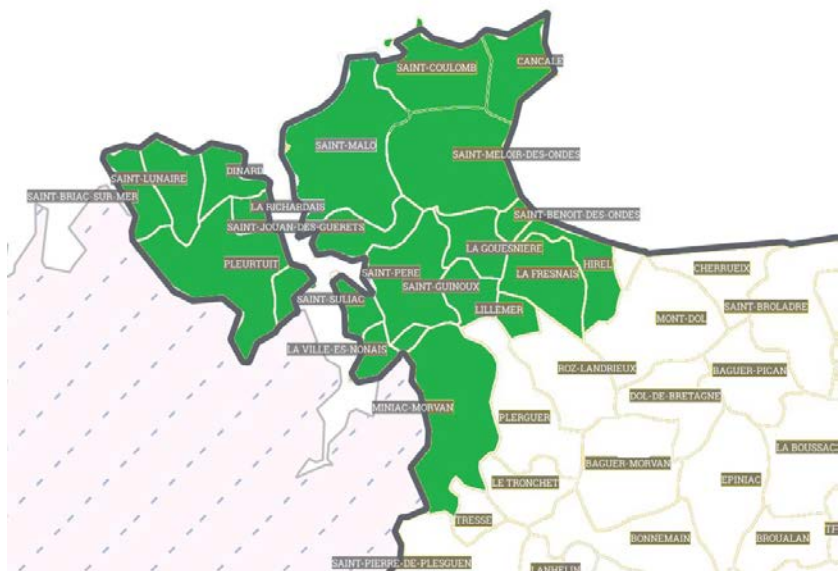 CANCALE
SAINT-COULOMB
SAINT-MALO
SAINT-MELOIR-DES-ONDES
DINARD
SAINT-LUNAIRE
SAINT-BRIAC-SUR-MER
LA RICHARDAIS
SAINT-BENOIT-DES-ONDES
SAINT-JOUAN-DES-GUERETS
LA GOUESNIERE
PLEURTUIT
HIREL
CHERRUEIX
SAINT-PERE
LA FRESNAIS
SAINT-GUINOUX
SAINT-SULIAC
SAINT-BROLADRE
LILLEMER
MONT-DOL
LA VILLE-ES-NONAIS
ROZ-LANDRIEUX
BAGUER-PICAN
DOL-DE-BRETAGNE
MINIAC-MORVAN
PLERGUER
LA BOUSSAC
BAGUER-MORVAN
LE TRONCHET
EPINIAC
TRESSE
BONNEMAIN
BROUALAN
SAINT-PIERRE-DE-PLESGUEN
LANHELIN